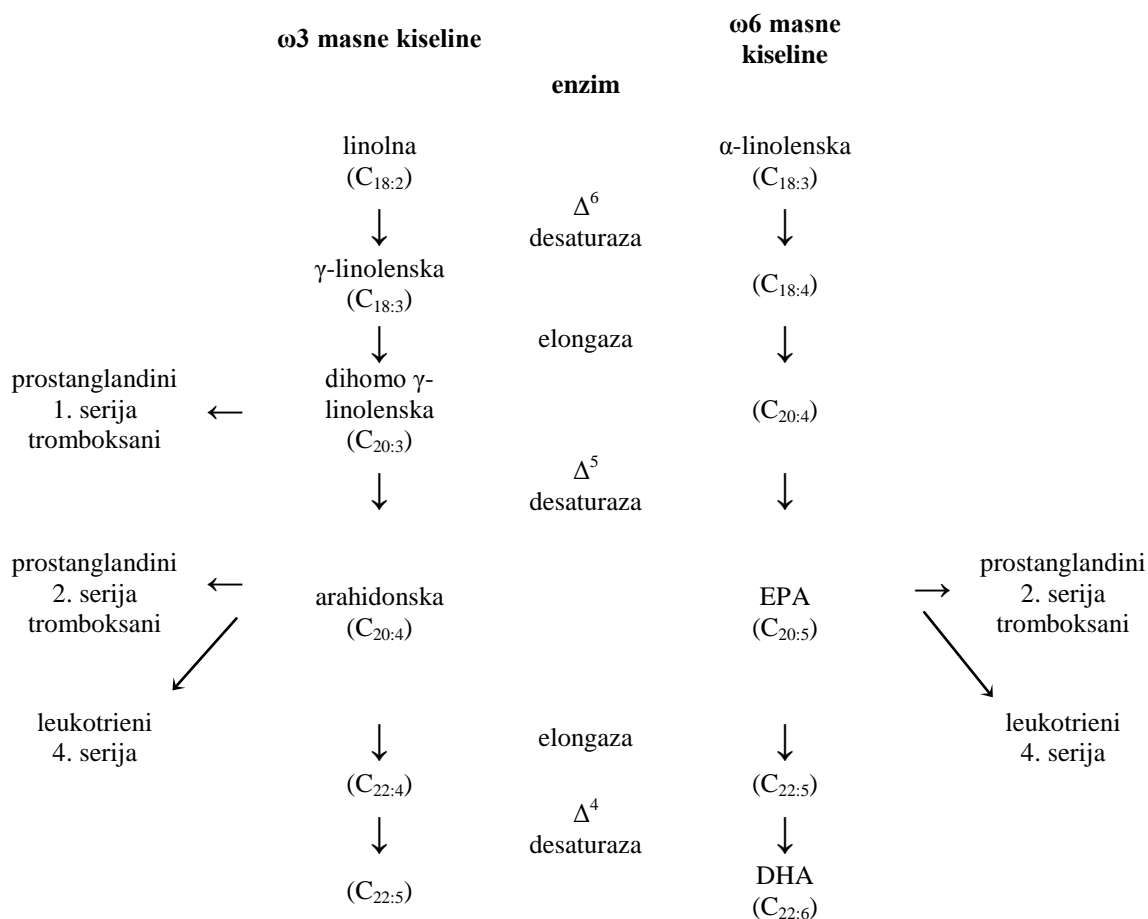 ω3 masne kiseline
ω6 masne
kiseline
enzim
linolna
(C18:2)
α-linolenska
(C18:3)
Δ6
desaturaza
γ-linolenska
(C18:3)
(C18:4)
elongaza
prostanglandini
1. serija
tromboksani
dihomo γ-
linolenska
(C20:3)
(C20:4)
Δ5
desaturaza
prostanglandini
2. serija
tromboksani
arahidonska
(C20:4)
EPA
(C20:5)
prostanglandini
2. serija
tromboksani
leukotrieni
4. serija
elongaza
leukotrieni
4. serija
(C22:4)
(C22:5)
Δ4
desaturaza
(C22:5)
DHA
(C22:6)